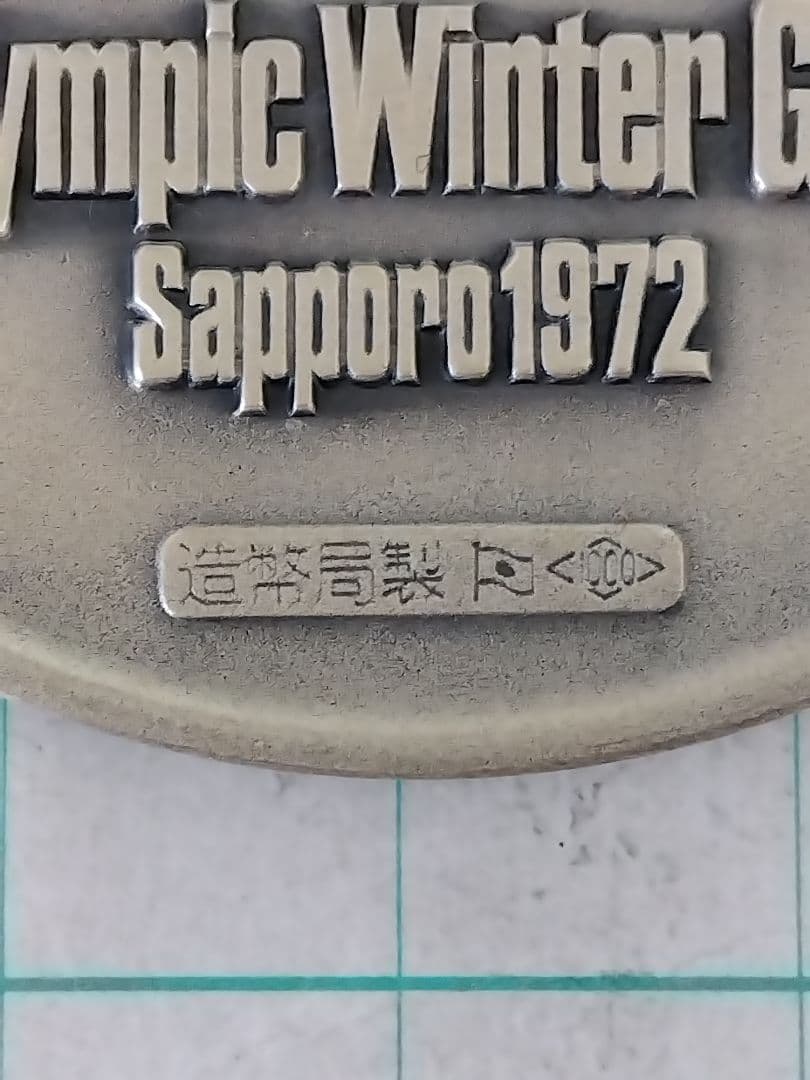 ympic Winter G
Sapporo 1972
造幣局製